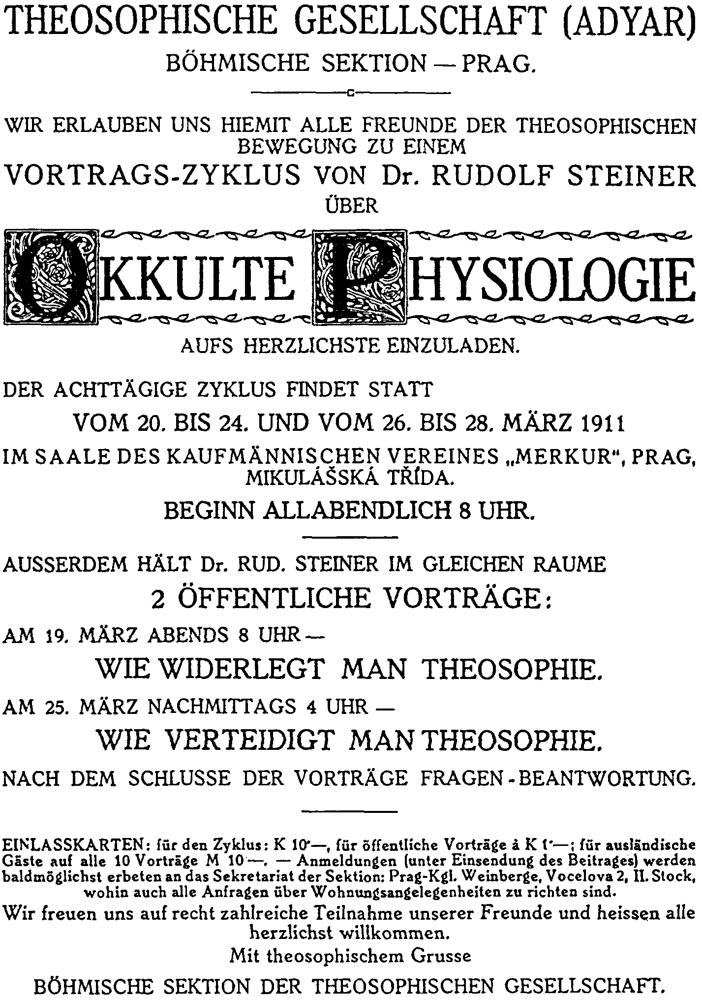 THEOSOPHISCHE GESELLSCHAFT (ADYAR)
BÖHMISCHE SEKTION — PRAG.
WIR ERLAUBEN UNS HIEMIT ALLE FREUNDE DER THEOSOPHISCHEN
BEWEGUNG ZU EINEM
VORTRAGS-ZYKLUS VON Dr. RUDOLF STEINER
ÜBER
OKKULTE PHYSIOLOGIE
AUFS HERZLICHSTE EINZULADEN.
DER ACHTTÄGIGE ZYKLUS FINDET STATT
VOM 20. BIS 24. UND VOM 26. BIS 28. MÄRZ 1911
IM SAALE DES KAUFMÄNNISCHEN VEREINES „MERKUR“, PRAG,
MIKULÁŠSKÁ TŘÍDA.
BEGINN ALLABENDLICH 8 UHR.
AUSSERDEM HÄLT Dr. RUD. STEINER IM GLEICHEN RAUME
2 ÖFFENTLICHE VORTRÄGE:
AM 19. MÄRZ ABENDS 8 UHR —
WIE WIDERLEGT MAN THEOSOPHIE.
AM 25. MÄRZ NACHMITTAGS 4 UHR —
WIE VERTEIDIGT MAN THEOSOPHIE.
NACH DEM SCHLUSSE DER VORTRÄGE FRAGEN-BEANTWORTUNG.
EINLASSKARTEN: für den Zyklus: K 10·—, für öffentliche Vorträge à K 1·—; für ausländische
Gäste auf alle 10 Vorträge M 10·—. — Anmeldungen (unter Einsendung des Beitrages) werden
baldmöglichst erbeten an das Sekretariat der Sektion: Prag-Kgl. Weinberge, Vocelova 2, II. Stock,
wohin auch alle Anfragen über Wohnungsangelegenheiten zu richten sind.
Wir freuen uns auf recht zahlreiche Teilnahme unserer Freunde und heissen alle
herzlichst willkommen.
Mit theosophischem Grusse
BÖHMISCHE SEKTION DER THEOSOPHISCHEN GESELLSCHAFT.